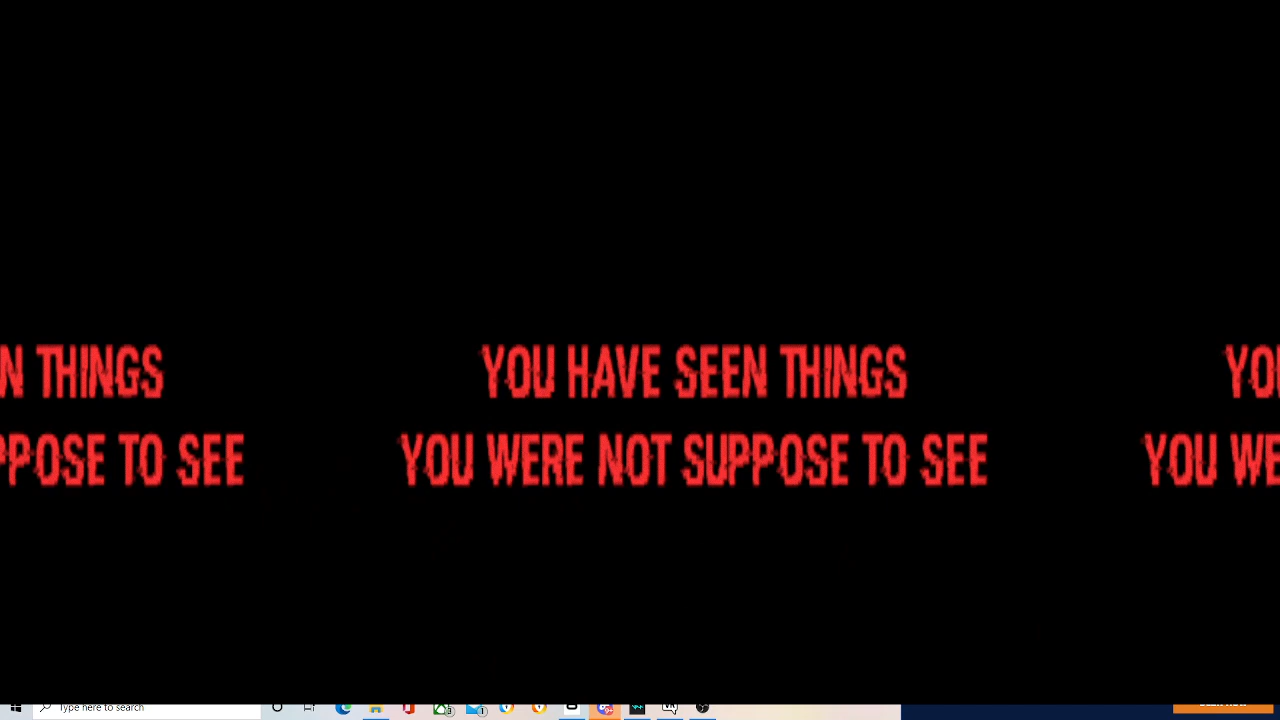 N THINGS YOU HAVE SEEN THINGS YO
PPOSE TO SEE YOU WERE NOT SUPPOSE TO SEE YOU WE
Type here to search